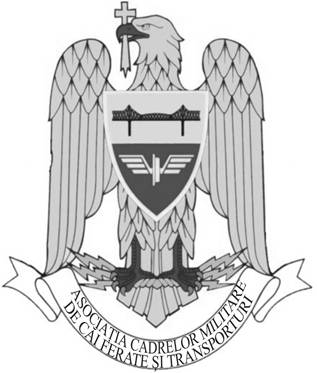 ASOCIAȚIA CADRELOR MILITARE
DE CĂI FERATE ȘI TRANSPORTURI